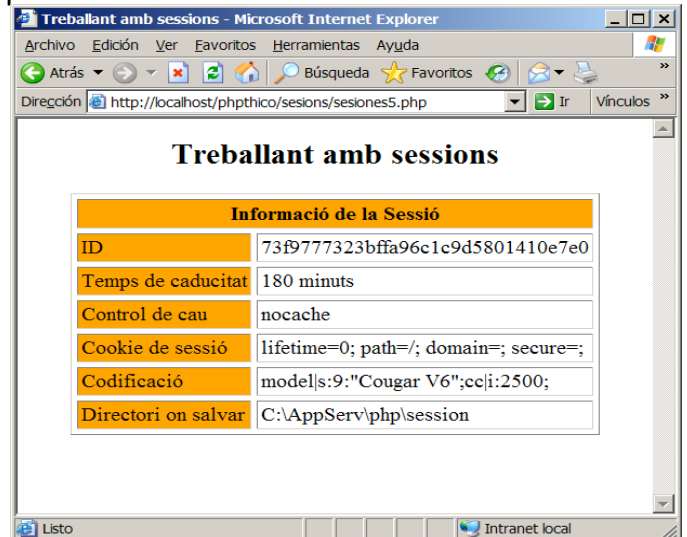 Treballant amb sessions - Microsoft Internet Explorer
Archivo Edición Ver Favoritos Herramientas Ayuda
Atrás Búsqueda Favoritos »
Dirección http://localhost/phpthico/sesions/sesiones5.php Ir Vínculos »
Treballant amb sessions
Informació de la Sessió
ID 73f9777323bffa96c1c9d5801410e7e0
Temps de caducitat 180 minuts
Control de cau nocache
Cookie de sessió lifetime=0; path=/; domain=; secure=;
Codificació model|s:9:"Cougar V6";cc|i:2500;
Directori on salvar C:\AppServ\php\session
Listo Intranet local